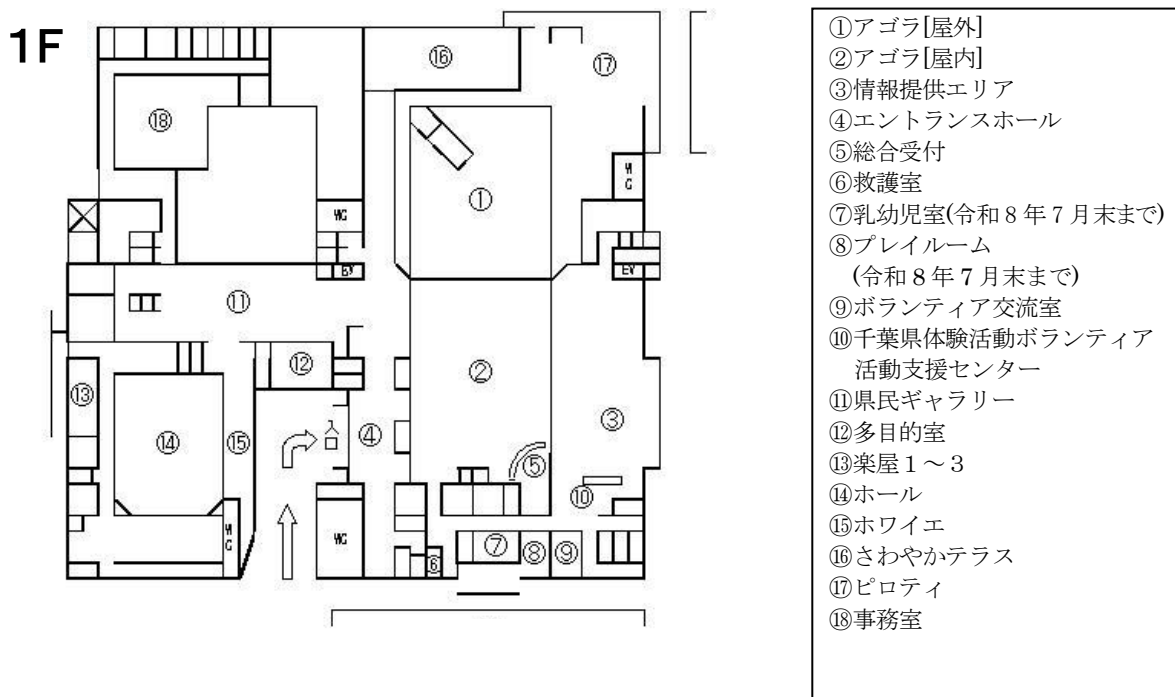 1F
⑯
⑰
⑱
WC
①
WC
EV
EV
⑪
⑫
②
⑬
③
⑭
⑮
入口
④
⑤
⑩
WC
WC
⑦
⑧
⑨
⑥
①アゴラ[屋外]
②アゴラ[屋内]
③情報提供エリア
④エントランスホール
⑤総合受付
⑥救護室
⑦乳幼児室(令和8年7月末まで)
⑧プレイルーム
(令和8年7月末まで)
⑨ボランティア交流室
⑩千葉県体験活動ボランティア
活動支援センター
⑪県民ギャラリー
⑫多目的室
⑬楽屋1～3
⑭ホール
⑮ホワイエ
⑯さわやかテラス
⑰ピロティ
⑱事務室